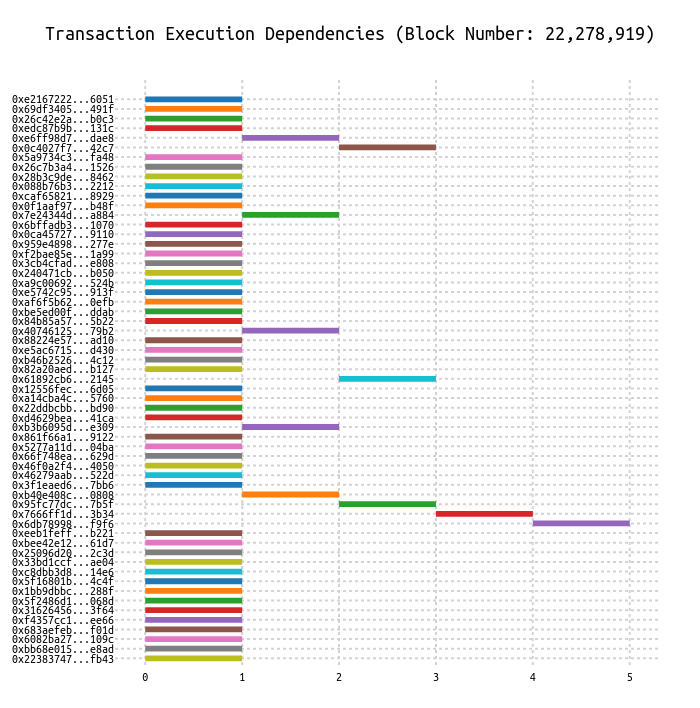 Transaction Execution Dependencies (Block Number: 22,278,919)
0xe2167222...6051
0x69df3405...491f
0x26c42e2a...b0c3
0xedc87b9b...131c
0xe6ff98d7...dae8
0x0c4027f7...42c7
0x5a9734c3...fa48
0x26c7b3a4...1526
0x28b3c9de...8462
0x088b76b3...2212
0xcaf65821...8929
0x0f1aaf97...b48f
0x7e24344d...a884
0x6bffadb3...1070
0x0ca45727...9110
0x959e4898...277e
0xf2bae85e...1a99
0x3cb4cfad...e808
0x240471cb...b050
0xa9c00692...524b
0xe5742c95...913f
0xaf6f5b62...0efb
0xbe5ed00f...ddab
0x84b85a57...5b22
0x40746125...79b2
0x88224e57...ad10
0xe5ac6715...d430
0xb46b2526...4c12
0x82a20aed...b127
0x61892cb6...2145
0x12556fec...6d05
0xa14cba4c...5760
0x22ddbcbb...bd90
0xd4629bea...41ca
0xb3b6095d...e309
0x861f66a1...9122
0x5277a11d...04ba
0x66f748ea...629d
0x46f0a2f4...4050
0x46279aab...522d
0x3f1eaed6...7bb6
0xb40e408c...0808
0x95fc77dc...7b5f
0x7666ff1d...3b34
0x6db78998...f9f6
0xeeb1feff...b221
0xbee42e12...61d7
0x25096d20...2c3d
0x33bd1ccf...ae04
0xc8dbb3d8...14e6
0x5f16801b...4c4f
0x1bb9dbbc...288f
0x5f2486d1...068d
0x31626456...3f64
0xf4357cc1...ee66
0x683aefeb...f01d
0x6082ba27...109c
0xbb68e015...e8ad
0x22383747...fb43
0 1 2 3 4 5